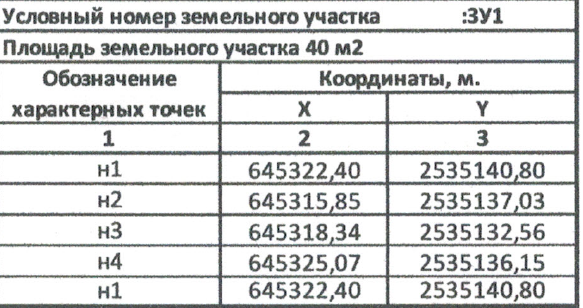 Условный номер земельного участка :ЗУ1
Площадь земельного участка 40 м2
Обозначение характерных точек Координаты, м.
X Y
1 2 3
н1 645322,40 2535140,80
н2 645315,85 2535137,03
н3 645318,34 2535132,56
н4 645325,07 2535136,15
н1 645322,40 2535140,80